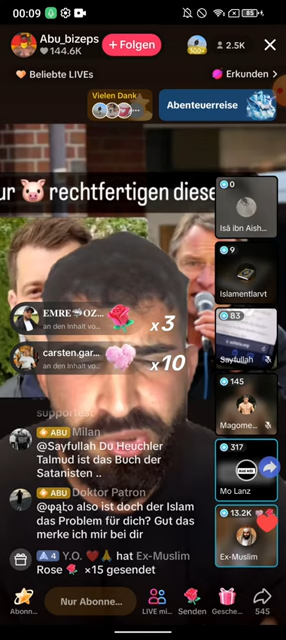 00:09
85
Abu_bizeps
144.6K
+ Folgen
2.5K
Beliebte LIVEs
Erkunden >
Vielen Dank
Abenteuerreise
ur 🐷 rechtfertigen diese
0
Isā ibn Aish...
9
Islamentlarvt
83
Sayfullah
145
Magome...
317
Mo Lanz
13.2K
Ex-Muslim
EMRE🦈OZ...
an den Inhalt vo...
x3
carsten.gar...
an den Inhalt vo...
x10
supportest
ABU Milan
@Sayfullah Du Heuchler
Talmud ist das Buch der
Satanisten ..
ABU Doktor Patron
@φąƚƈo also ist doch der Islam
das Problem für dich? Gut das
merke ich mir bei dir
4 Y.O. ❤️🙏 hat Ex-Muslim
Rose 🌹 ×15 gesendet
Abonn...
Nur Abonne...
LIVE mi...
Senden
Gesche...
545